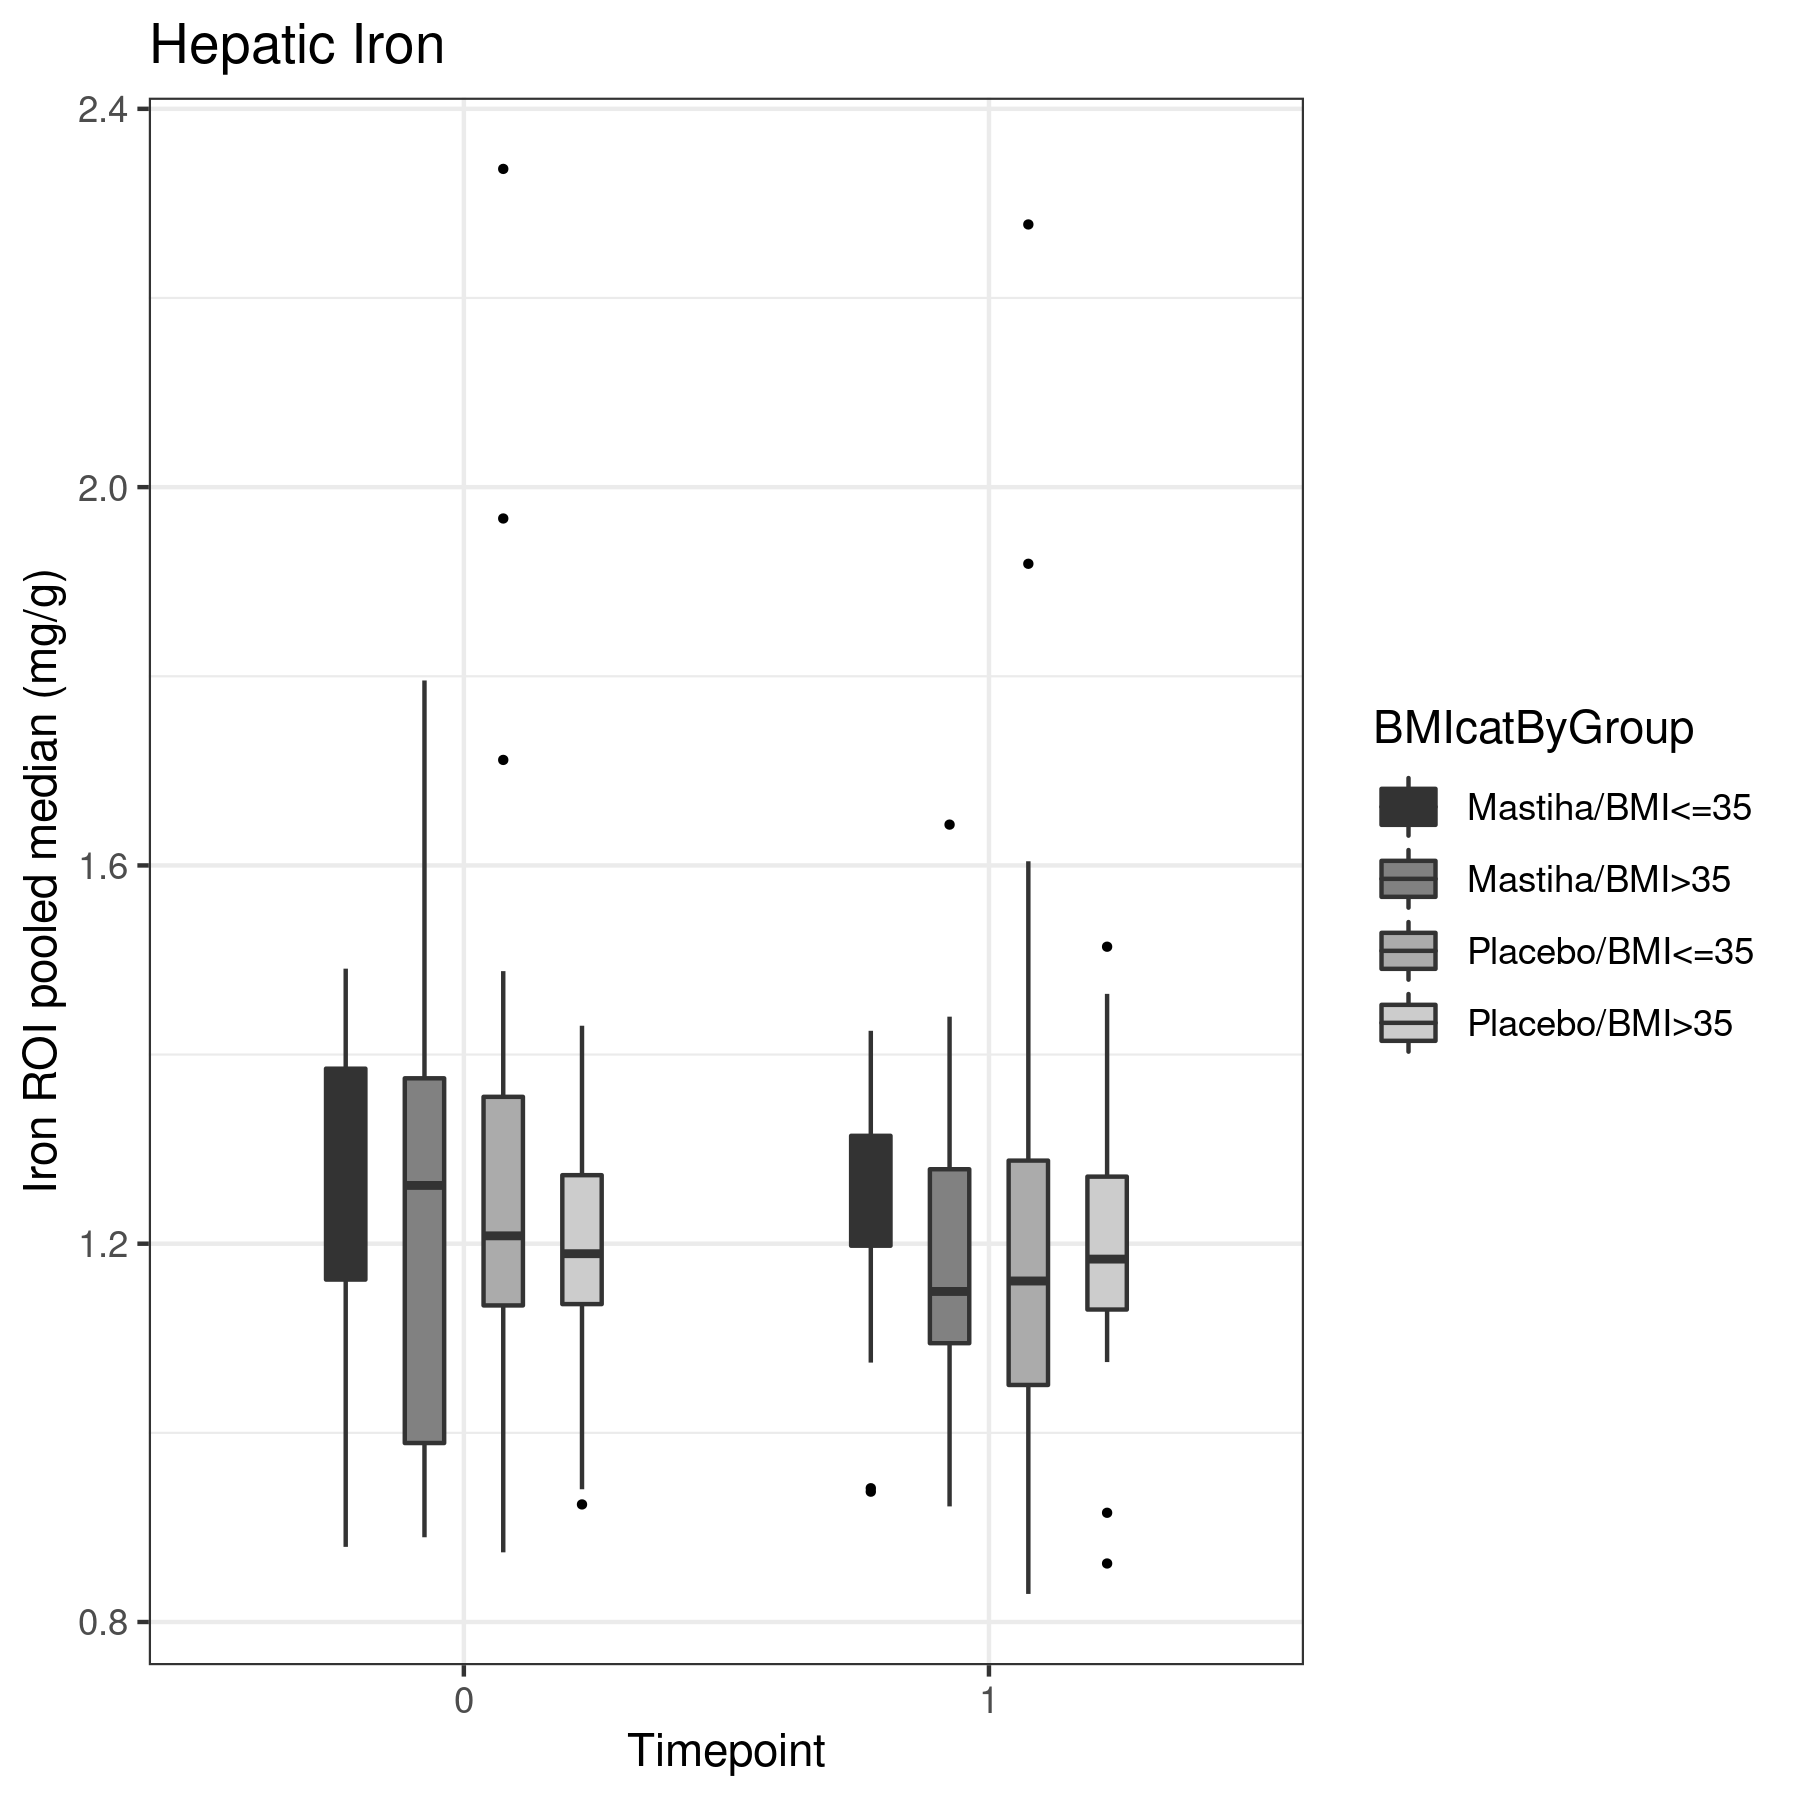 Hepatic Iron
Iron ROI pooled median (mg/g)
2.4
2.0
1.6
1.2
0.8
0
1
Timepoint
BMIcatByGroup
Mastiha/BMI<=35
Mastiha/BMI>35
Placebo/BMI<=35
Placebo/BMI>35